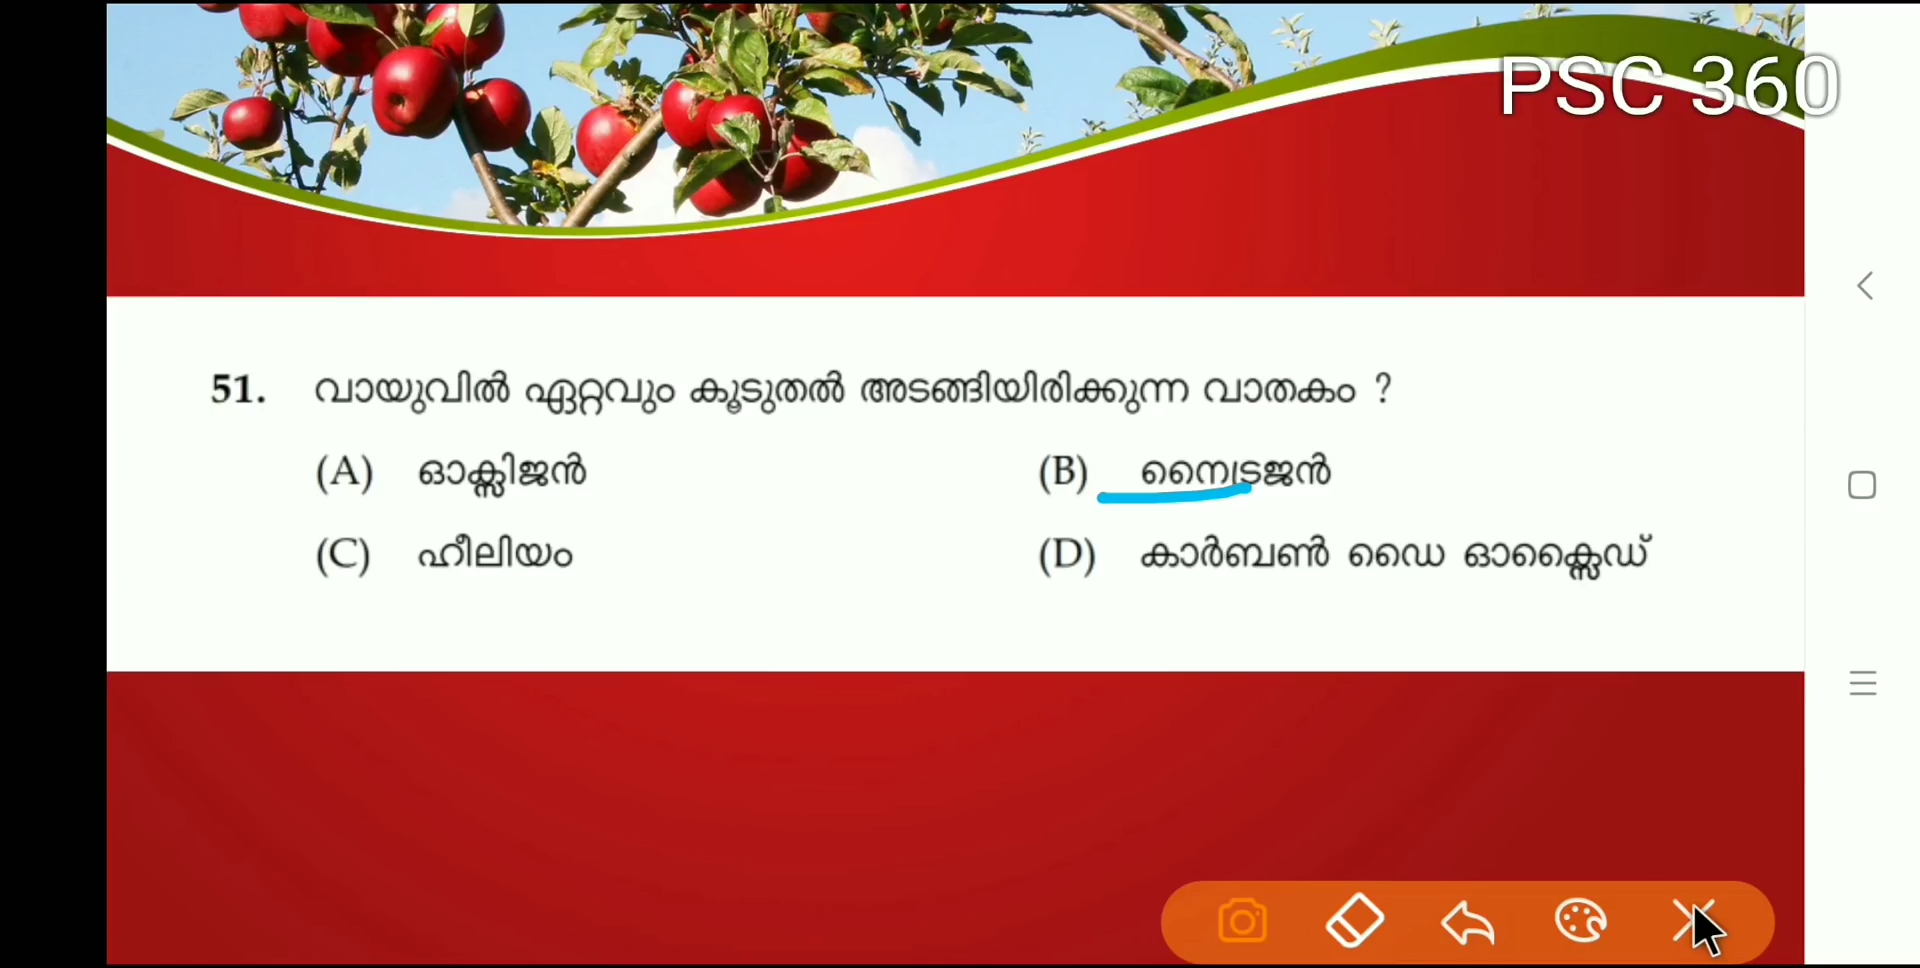 PSC 360
51. വായുവിൽ ഏറ്റവും കൂടുതൽ അടങ്ങിയിരിക്കുന്ന വാതകം ?
(A) ഓക്സിജൻ (B) നൈട്രജൻ
(C) ഹീലിയം (D) കാർബൺ ഡൈ ഓക്സൈഡ്